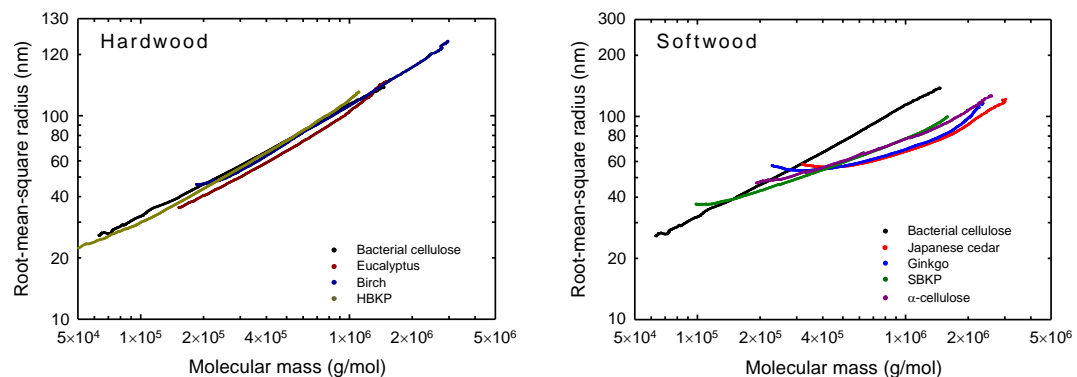 Hardwood
Root-mean-square radius (nm)
130
120
100
80
60
40
20
10
Bacterial cellulose
Eucalyptus
Birch
HBKP
5×10⁴
1×10⁵
2×10⁵
4×10⁵
1×10⁶
2×10⁶
5×10⁶
Molecular mass (g/mol)
Softwood
Root-mean-square radius (nm)
300
200
100
80
60
40
20
10
Bacterial cellulose
Japanese cedar
Ginkgo
SBKP
α-cellulose
5×10⁴
1×10⁵
2×10⁵
4×10⁵
1×10⁶
2×10⁶
5×10⁶
Molecular mass (g/mol)